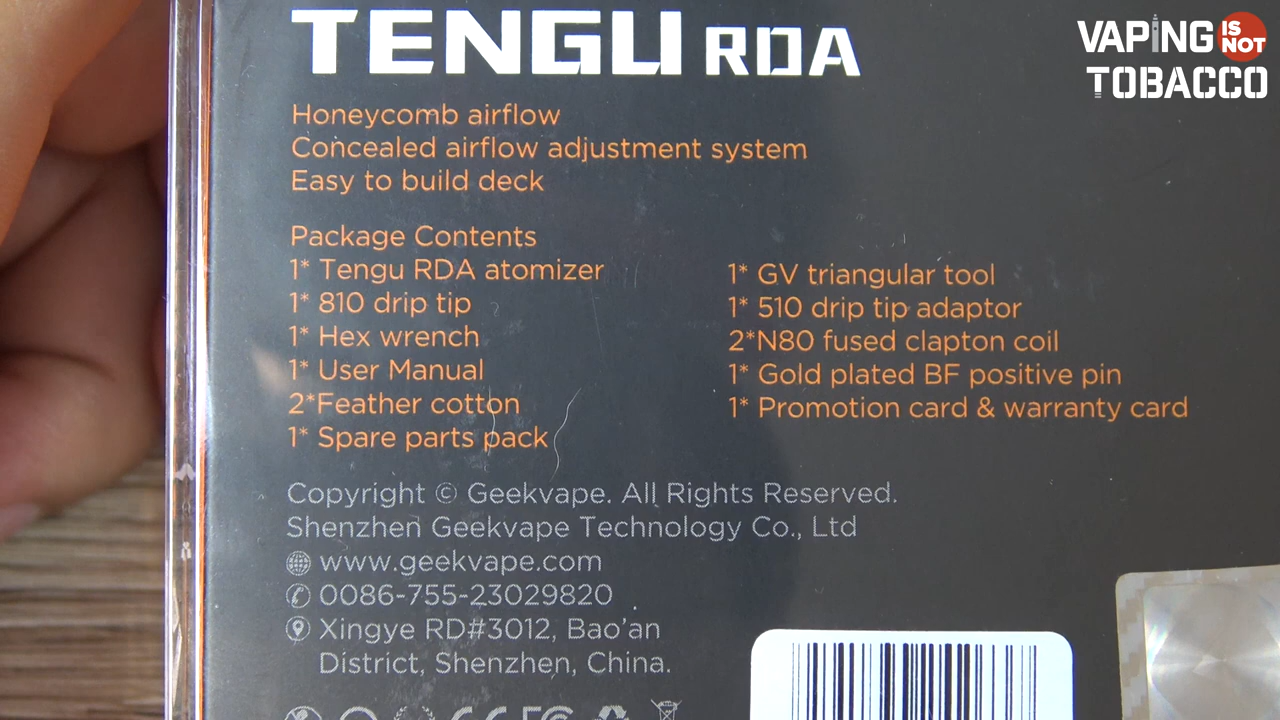 TENGU RDA
VAPING IS NOT
TOBACCO
Honeycomb airflow
Concealed airflow adjustment system
Easy to build deck
Package Contents
1* Tengu RDA atomizer
1* 810 drip tip
1* Hex wrench
1* User Manual
2*Feather cotton
1* Spare parts pack
1* GV triangular tool
1* 510 drip tip adaptor
2*N80 fused clapton coil
1* Gold plated BF positive pin
1* Promotion card & warranty card
Copyright © Geekvape. All Rights Reserved.
Shenzhen Geekvape Technology Co., Ltd
www.geekvape.com
0086-755-23029820
Xingye RD#3012, Bao'an
District, Shenzhen, China.